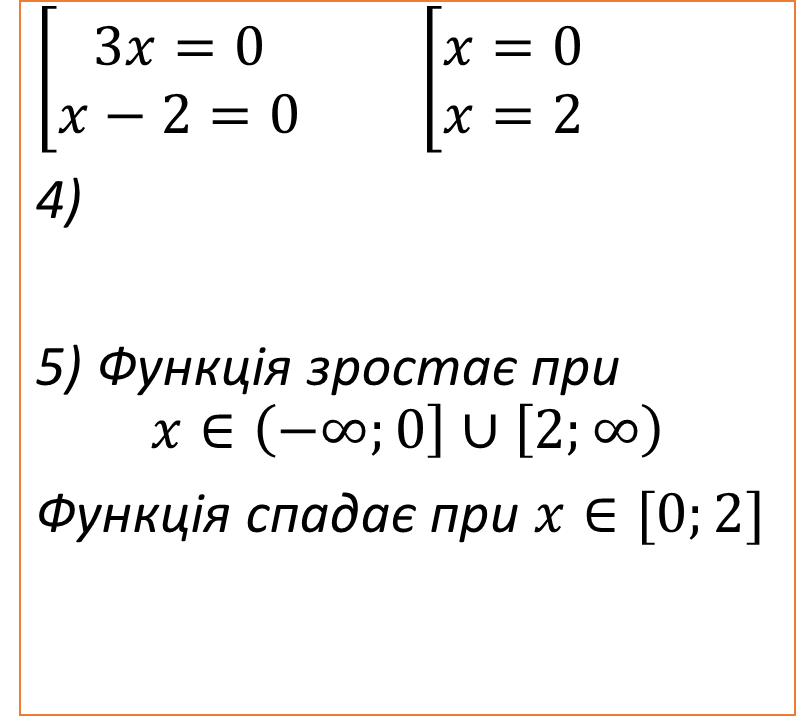 3x = 0    x = 0
x − 2 = 0    x = 2
4)
5) Функція зростає при
x ∈ (−∞; 0] ∪ [2; ∞)
Функція спадає при x ∈ [0; 2]